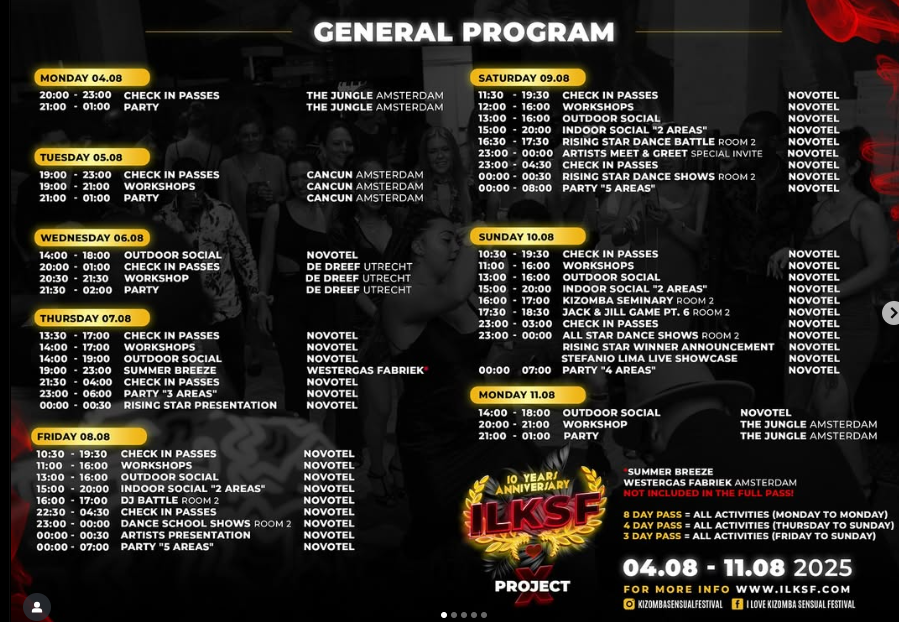 GENERAL PROGRAM
MONDAY 04.08
20:00 - 23:00 CHECK IN PASSES THE JUNGLE AMSTERDAM
21:00 - 01:00 PARTY THE JUNGLE AMSTERDAM
TUESDAY 05.08
19:00 - 23:00 CHECK IN PASSES CANCUN AMSTERDAM
19:00 - 21:00 WORKSHOPS CANCUN AMSTERDAM
21:00 - 01:00 PARTY CANCUN AMSTERDAM
WEDNESDAY 06.08
14:00 - 18:00 OUTDOOR SOCIAL NOVOTEL
20:00 - 01:00 CHECK IN PASSES DE DREEF UTRECHT
20:30 - 21:30 WORKSHOP DE DREEF UTRECHT
21:30 - 02:00 PARTY DE DREEF UTRECHT
THURSDAY 07.08
13:30 - 17:00 CHECK IN PASSES NOVOTEL
14:00 - 17:00 WORKSHOPS NOVOTEL
14:00 - 19:00 OUTDOOR SOCIAL NOVOTEL
19:00 - 23:00 SUMMER BREEZE WESTERGAS FABRIEK*
21:30 - 04:00 CHECK IN PASSES NOVOTEL
23:00 - 06:00 PARTY "3 AREAS" NOVOTEL
00:00 - 00:30 RISING STAR PRESENTATION NOVOTEL
FRIDAY 08.08
10:30 - 19:30 CHECK IN PASSES NOVOTEL
11:00 - 16:00 WORKSHOPS NOVOTEL
13:00 - 16:00 OUTDOOR SOCIAL NOVOTEL
15:00 - 20:00 INDOOR SOCIAL "2 AREAS" NOVOTEL
16:00 - 17:00 DJ BATTLE ROOM 2 NOVOTEL
22:30 - 04:30 CHECK IN PASSES NOVOTEL
23:00 - 00:00 DANCE SCHOOL SHOWS ROOM 2 NOVOTEL
00:00 - 00:30 ARTISTS PRESENTATION NOVOTEL
00:00 - 07:00 PARTY "5 AREAS" NOVOTEL
SATURDAY 09.08
11:30 - 19:30 CHECK IN PASSES NOVOTEL
12:00 - 16:00 WORKSHOPS NOVOTEL
13:00 - 16:00 OUTDOOR SOCIAL NOVOTEL
15:00 - 20:00 INDOOR SOCIAL "2 AREAS" NOVOTEL
16:30 - 17:30 RISING STAR DANCE BATTLE ROOM 2 NOVOTEL
23:00 - 00:00 ARTISTS MEET & GREET SPECIAL INVITE NOVOTEL
23:00 - 04:30 CHECK IN PASSES NOVOTEL
00:00 - 00:30 RISING STAR DANCE SHOWS ROOM 2 NOVOTEL
00:00 - 08:00 PARTY "5 AREAS" NOVOTEL
SUNDAY 10.08
10:30 - 19:30 CHECK IN PASSES NOVOTEL
11:00 - 16:00 WORKSHOPS NOVOTEL
13:00 - 16:00 OUTDOOR SOCIAL NOVOTEL
15:00 - 20:00 INDOOR SOCIAL "2 AREAS" NOVOTEL
16:00 - 17:00 KIZOMBA SEMINARY ROOM 2 NOVOTEL
17:30 - 18:30 JACK & JILL GAME PT. 6 ROOM 2 NOVOTEL
23:00 - 03:00 CHECK IN PASSES NOVOTEL
23:00 - 00:00 ALL STAR DANCE SHOWS ROOM 2 NOVOTEL
RISING STAR WINNER ANNOUNCEMENT NOVOTEL
STEFANIO LIMA LIVE SHOWCASE NOVOTEL
00:00 07:00 PARTY "4 AREAS" NOVOTEL
MONDAY 11.08
14:00 - 18:00 OUTDOOR SOCIAL NOVOTEL
20:00 - 21:00 WORKSHOP THE JUNGLE AMSTERDAM
21:00 - 01:00 PARTY THE JUNGLE AMSTERDAM
10 YEARS
ANNIVERSARY
ILKSF
X
PROJECT
*SUMMER BREEZE
WESTERGAS FABRIEK AMSTERDAM
NOT INCLUDED IN THE FULL PASS!
8 DAY PASS = ALL ACTIVITIES (MONDAY TO MONDAY)
4 DAY PASS = ALL ACTIVITIES (THURSDAY TO SUNDAY)
3 DAY PASS = ALL ACTIVITIES (FRIDAY TO SUNDAY)
04.08 - 11.08 2025
FOR MORE INFO WWW.ILKSF.COM
KIZOMBASENSUALFESTIVAL I LOVE KIZOMBA SENSUAL FESTIVAL